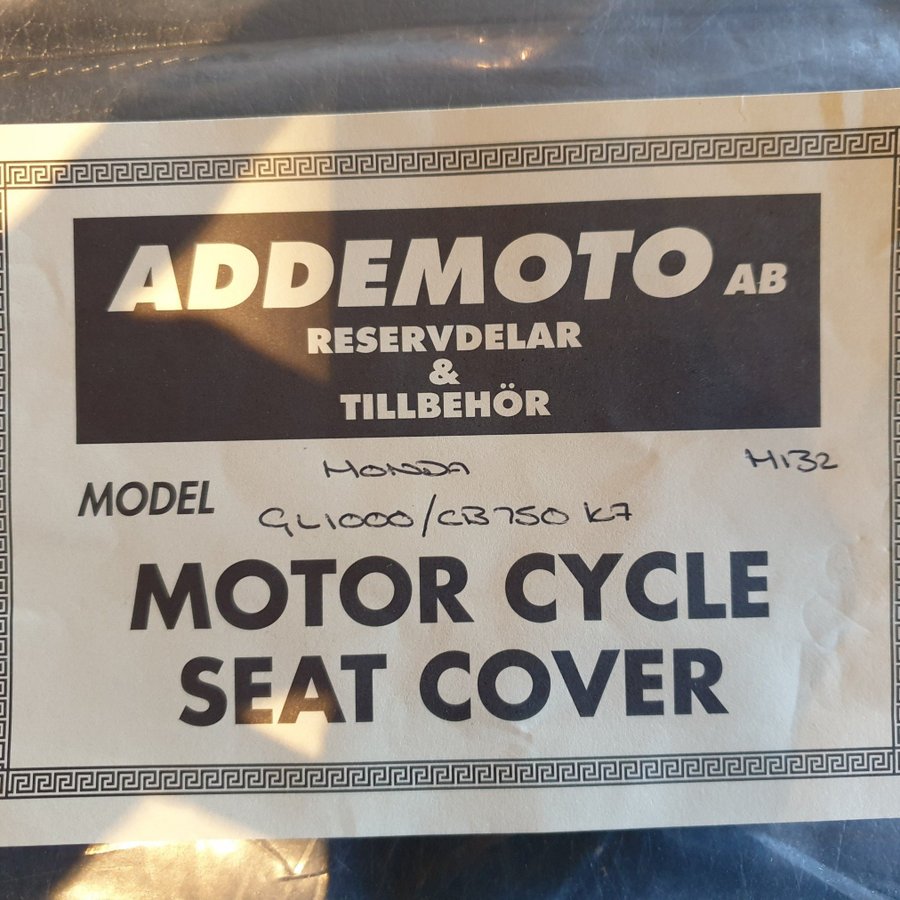 ADDEMOTO AB
RESERVDELAR
&
TILLBEHÖR
HONDA H132
MODEL GL1000/CB750 K7
MOTOR CYCLE
SEAT COVER